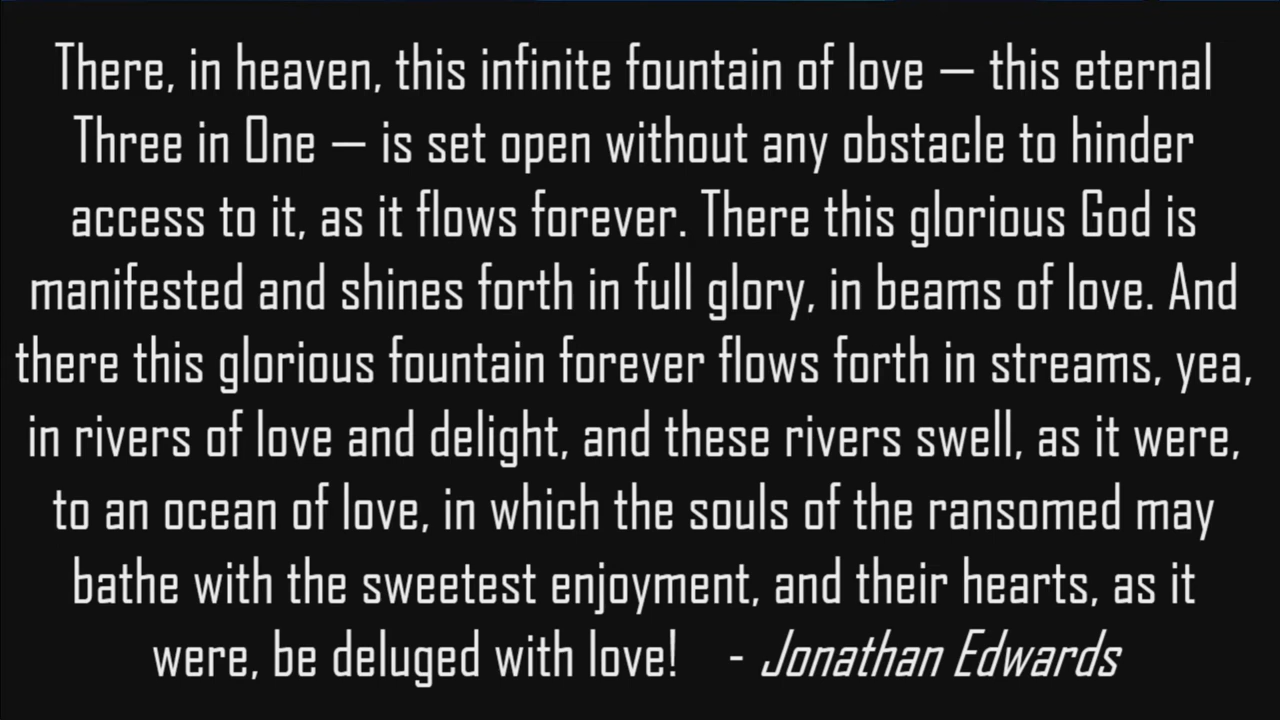 There, in heaven, this infinite fountain of love — this eternal
Three in One — is set open without any obstacle to hinder
access to it, as it flows forever. There this glorious God is
manifested and shines forth in full glory, in beams of love. And
there this glorious fountain forever flows forth in streams, yea,
in rivers of love and delight, and these rivers swell, as it were,
to an ocean of love, in which the souls of the ransomed may
bathe with the sweetest enjoyment, and their hearts, as it
were, be deluged with love! - Jonathan Edwards